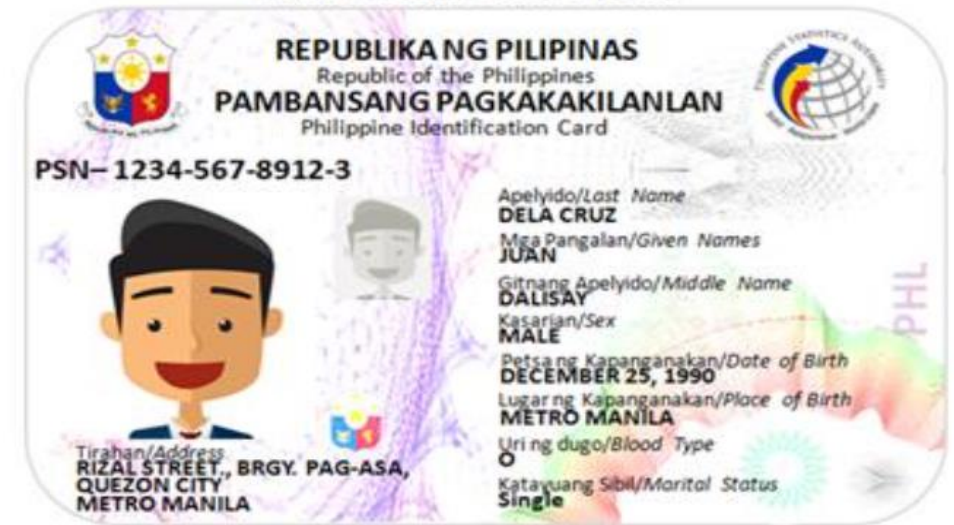 REPUBLIKA NG PILIPINAS
Republic of the Philippines
PAMBANSANG PAGKAKAKILANLAN
Philippine Identification Card
PHILIPPINE STATISTICS AUTHORITY
PSN– 1234-567-8912-3
Apelyido/Last Name
DELA CRUZ
Mga Pangalan/Given Names
JUAN
Gitnang Apelyido/Middle Name
DALISAY
Kasarian/Sex
MALE
Petsa ng Kapanganakan/Date of Birth
DECEMBER 25, 1990
Lugar ng Kapanganakan/Place of Birth
METRO MANILA
Uri ng dugo/Blood Type
O
Katayuang Sibil/Marital Status
Single
PHL
Tirahan/Address
RIZAL STREET., BRGY. PAG-ASA,
QUEZON CITY
METRO MANILA